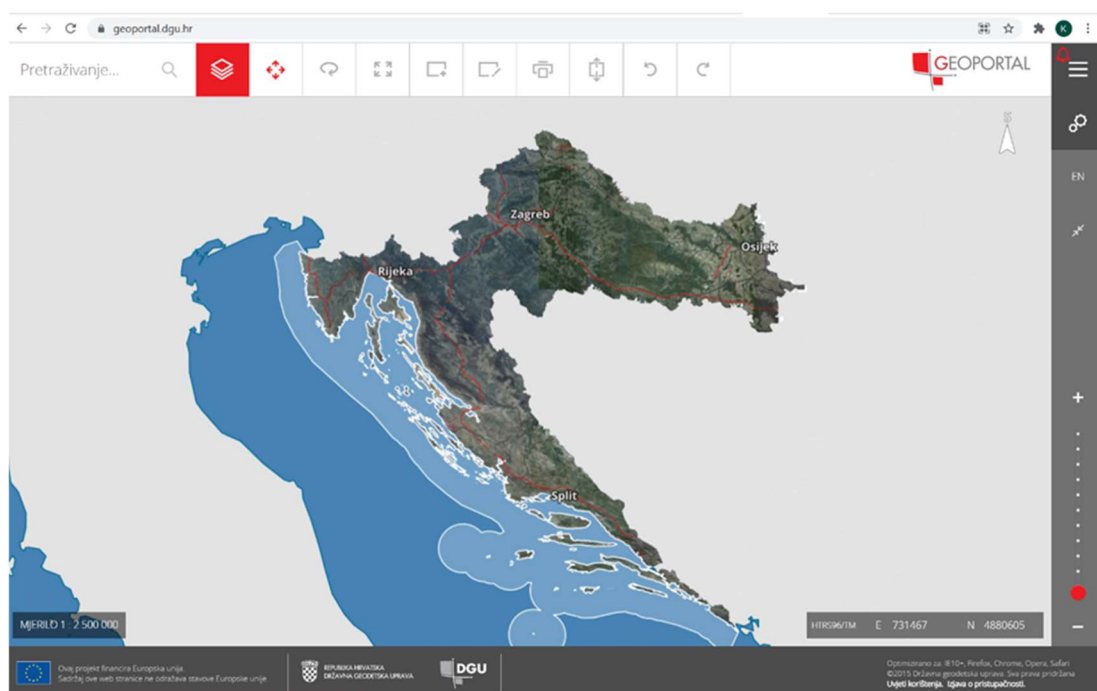 geoportal.dgu.hr
K
Pretraživanje...
GEOPORTAL
S
EN
Zagreb
Osijek
Rijeka
Split
MJERILO 1 : 2 500 000
HTRS96/TM E 731467 N 4880605
Ovaj projekt financira Europska unija.
Sadržaj ove web stranice ne odražava stavove Europske unije
REPUBLIKA HRVATSKA
DRŽAVNA GEODETSKA UPRAVA
DGU
Optimizirano za: IE10+, Firefox, Chrome, Opera, Safari
©2015 Državna geodetska uprava. Sva prava pridržana
Uvjeti korištenja. Izjava o pristupačnosti.